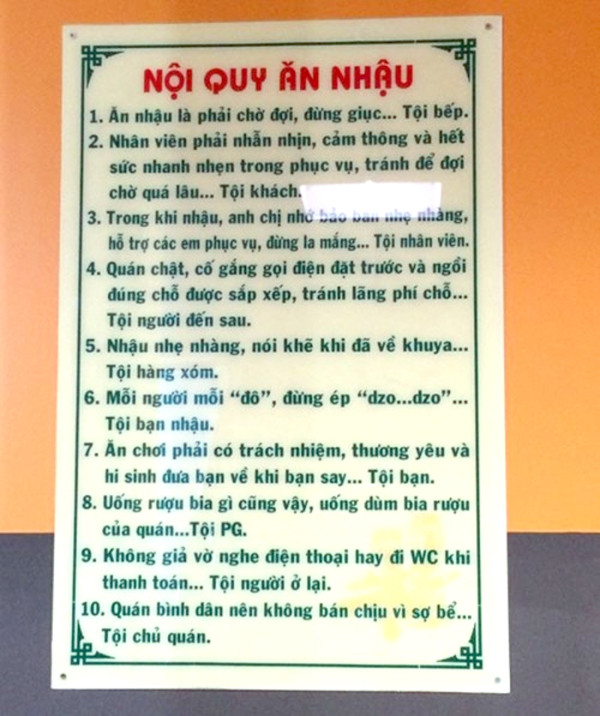 NỘI QUY ĂN NHẬU
1. Ăn nhậu là phải chờ đợi, đừng giục... Tội bếp.
2. Nhân viên phải nhẫn nhịn, cảm thông và hết
sức nhanh nhẹn trong phục vụ, tránh để đợi
chờ quá lâu... Tội khách.
3. Trong khi nhậu, anh chị nhớ bảo ban nhẹ nhàng,
hỗ trợ các em phục vụ, đừng la mắng... Tội nhân viên.
4. Quán chật, cố gắng gọi điện đặt trước và ngồi
đúng chỗ được sắp xếp, tránh lãng phí chỗ...
Tội người đến sau.
5. Nhậu nhẹ nhàng, nói khẽ khi đã về khuya...
Tội hàng xóm.
6. Mỗi người mỗi “đô”, đừng ép “dzo...dzo”...
Tội bạn nhậu.
7. Ăn chơi phải có trách nhiệm, thương yêu và
hi sinh đưa bạn về khi bạn say... Tội bạn.
8. Uống rượu bia gì cũng vậy, uống dùm bia rượu
của quán...Tội PG.
9. Không giả vờ nghe điện thoại hay đi WC khi
thanh toán... Tội người ở lại.
10. Quán bình dân nên không bán chịu vì sợ bể...
Tội chủ quán.